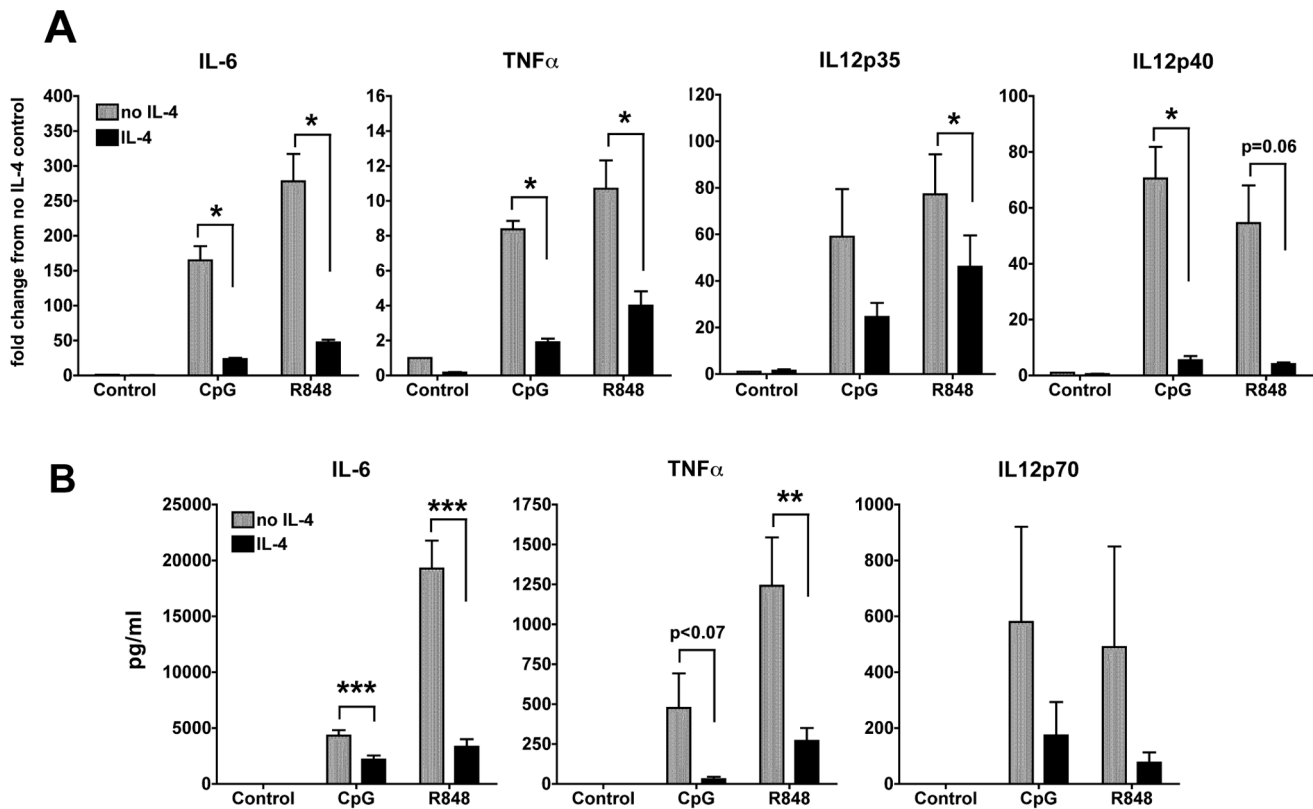 A
IL-6
TNFα
IL12p35
IL12p40
fold change from no IL-4 control
400
350
300
250
200
150
100
50
0
no IL-4
IL-4
*
*
Control CpG R848
16
14
12
10
8
6
4
2
0
*
*
Control CpG R848
120
100
80
60
40
20
0
*
Control CpG R848
100
80
60
40
20
0
*
p=0.06
Control CpG R848
B
IL-6
TNFα
IL12p70
pg/ml
25000
20000
15000
10000
5000
0
no IL-4
IL-4
***
***
Control CpG R848
1750
1500
1250
1000
750
500
250
0
p<0.07
**
Control CpG R848
1000
800
600
400
200
0
Control CpG R848